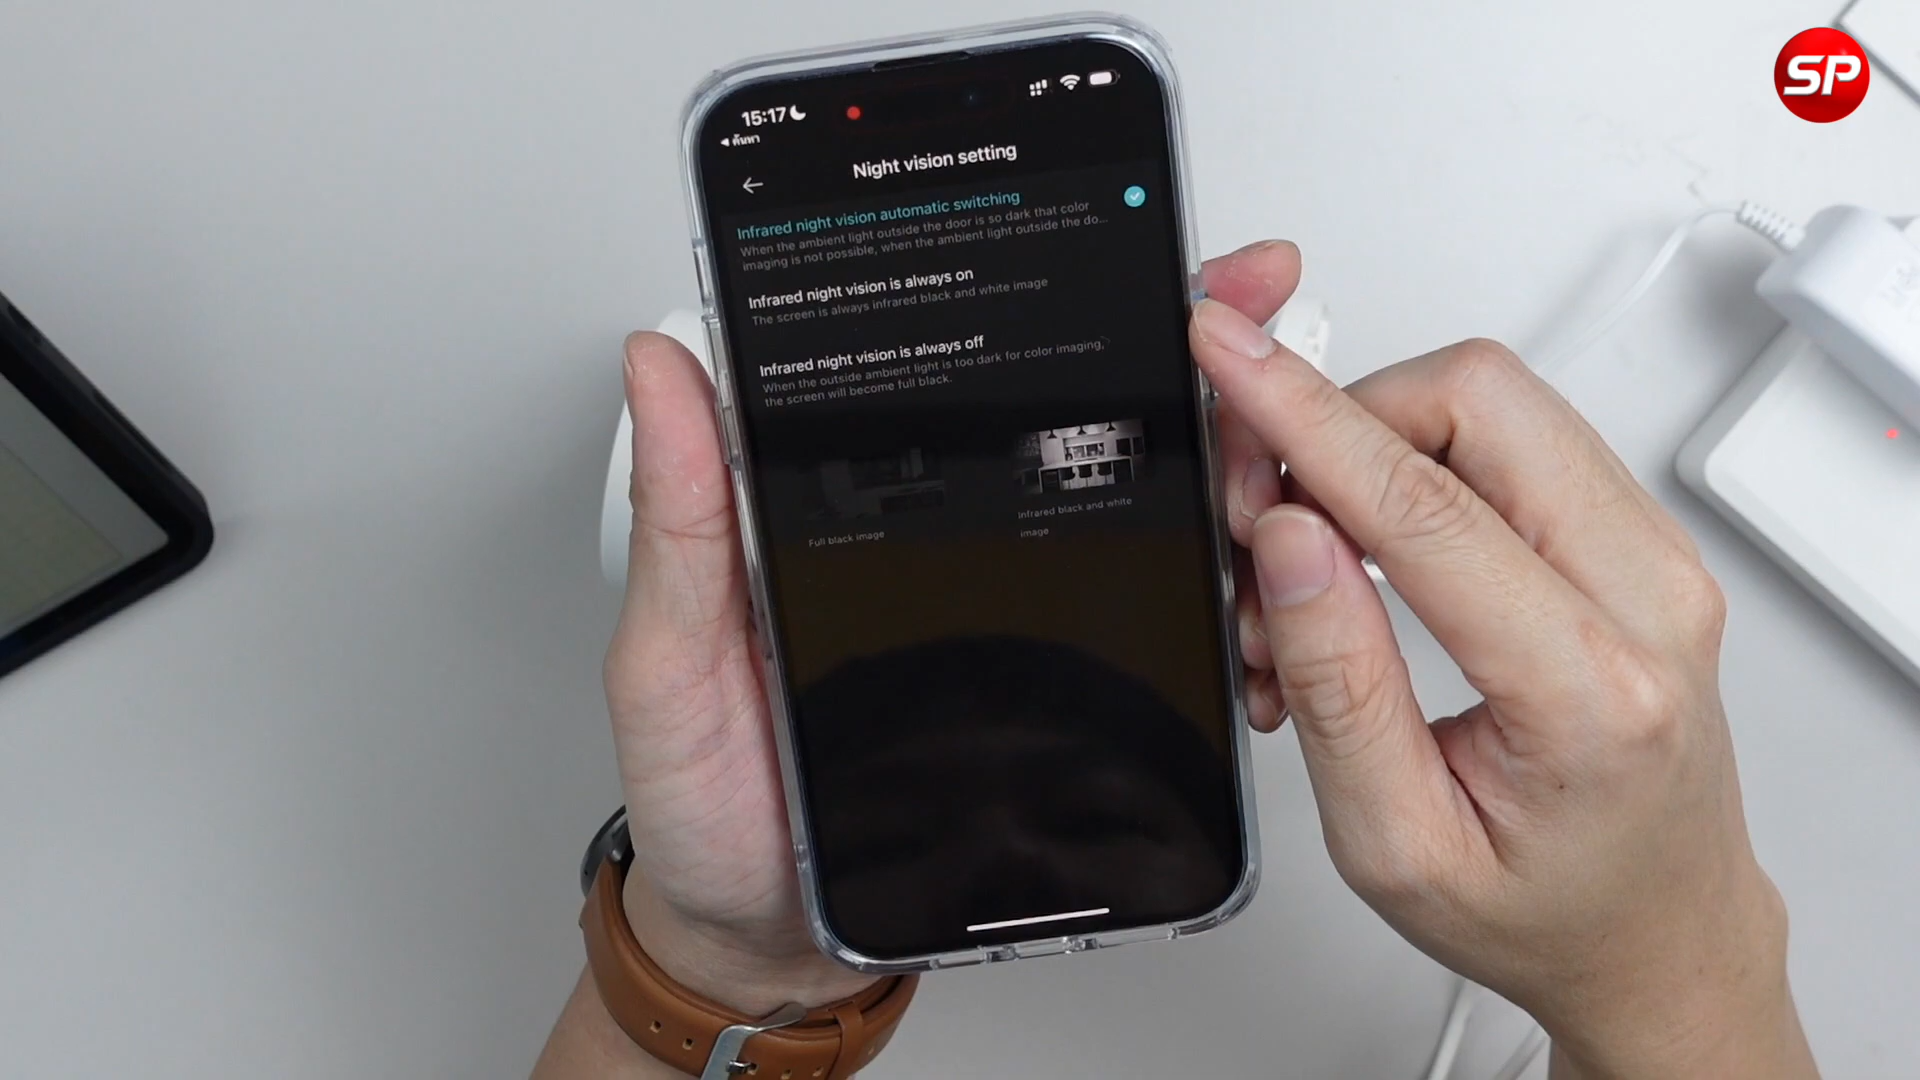 SP
15:17
ค้นหา
Night vision setting
Infrared night vision automatic switching
When the ambient light outside the door is so dark that color
imaging is not possible, when the ambient light outside the do...
Infrared night vision is always on
The screen is always infrared black and white image
Infrared night vision is always off
When the outside ambient light is too dark for color imaging,
the screen will become full black.
Full black image
Infrared black and white
image